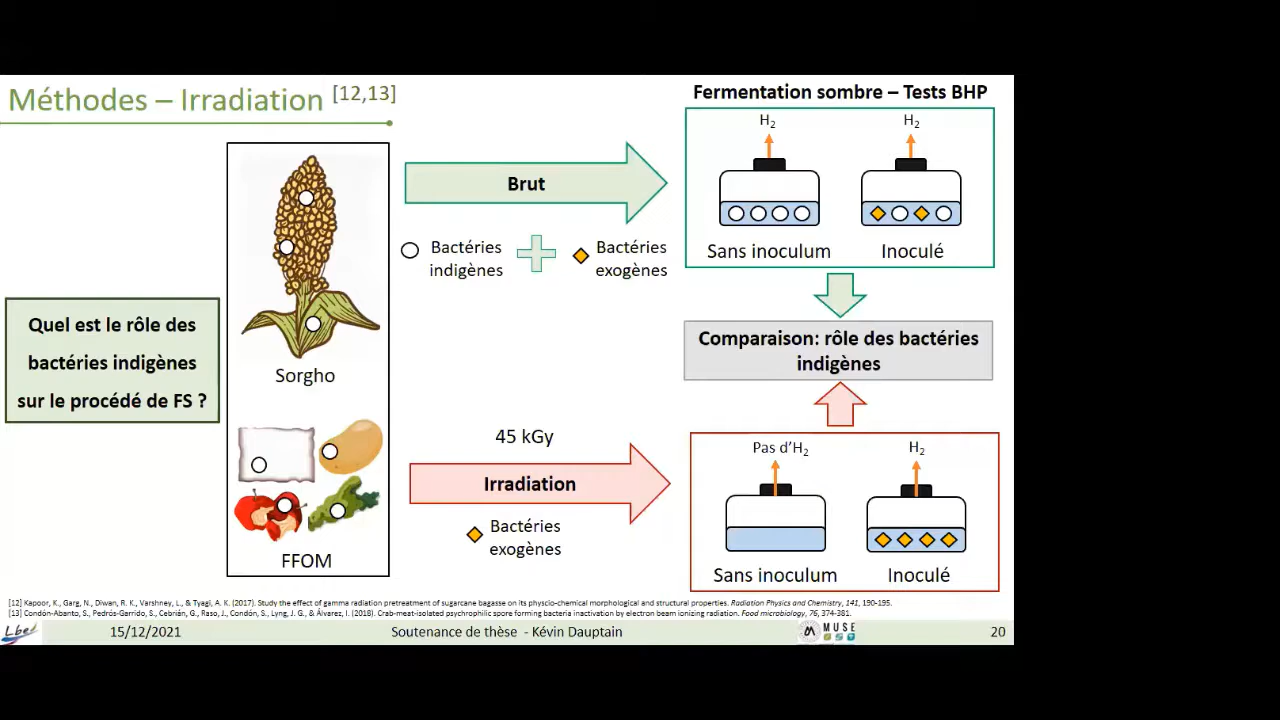 Méthodes – Irradiation [12,13]
Fermentation sombre – Tests BHP
H2
H2
Brut
Bactéries
indigènes
Bactéries
exogènes
Sans inoculum
Inoculé
Quel est le rôle des
bactéries indigènes
sur le procédé de FS ?
Sorgho
Comparaison: rôle des bactéries
indigènes
45 kGy
Irradiation
Bactéries
exogènes
Pas d'H2
H2
FFOM
Sans inoculum
Inoculé
[12] Kapoor, K., Garg, N., Diwan, R. K., Varshney, L., & Tyagi, A. K. (2017). Study the effect of gamma radiation pretreatment of sugarcane bagasse on its physcio-chemical morphological and structural properties. Radiation Physics and Chemistry, 141, 190-195.
[13] Condón-Abanto, S., Pedrós-Garrido, S., Cebrián, G., Raso, J., Condón, S., Lyng, J. G., & Álvarez, I. (2018). Crab-meat-isolated psychrophilic spore forming bacteria inactivation by electron beam ionizing radiation. Food microbiology, 76, 374-381.
Lbe
15/12/2021
Soutenance de thèse - Kévin Dauptain
MUSE
20